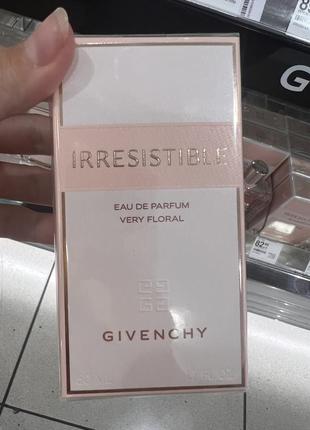 IRRESISTIBLE
EAU DE PARFUM
VERY FLORAL
GIVENCHY
G